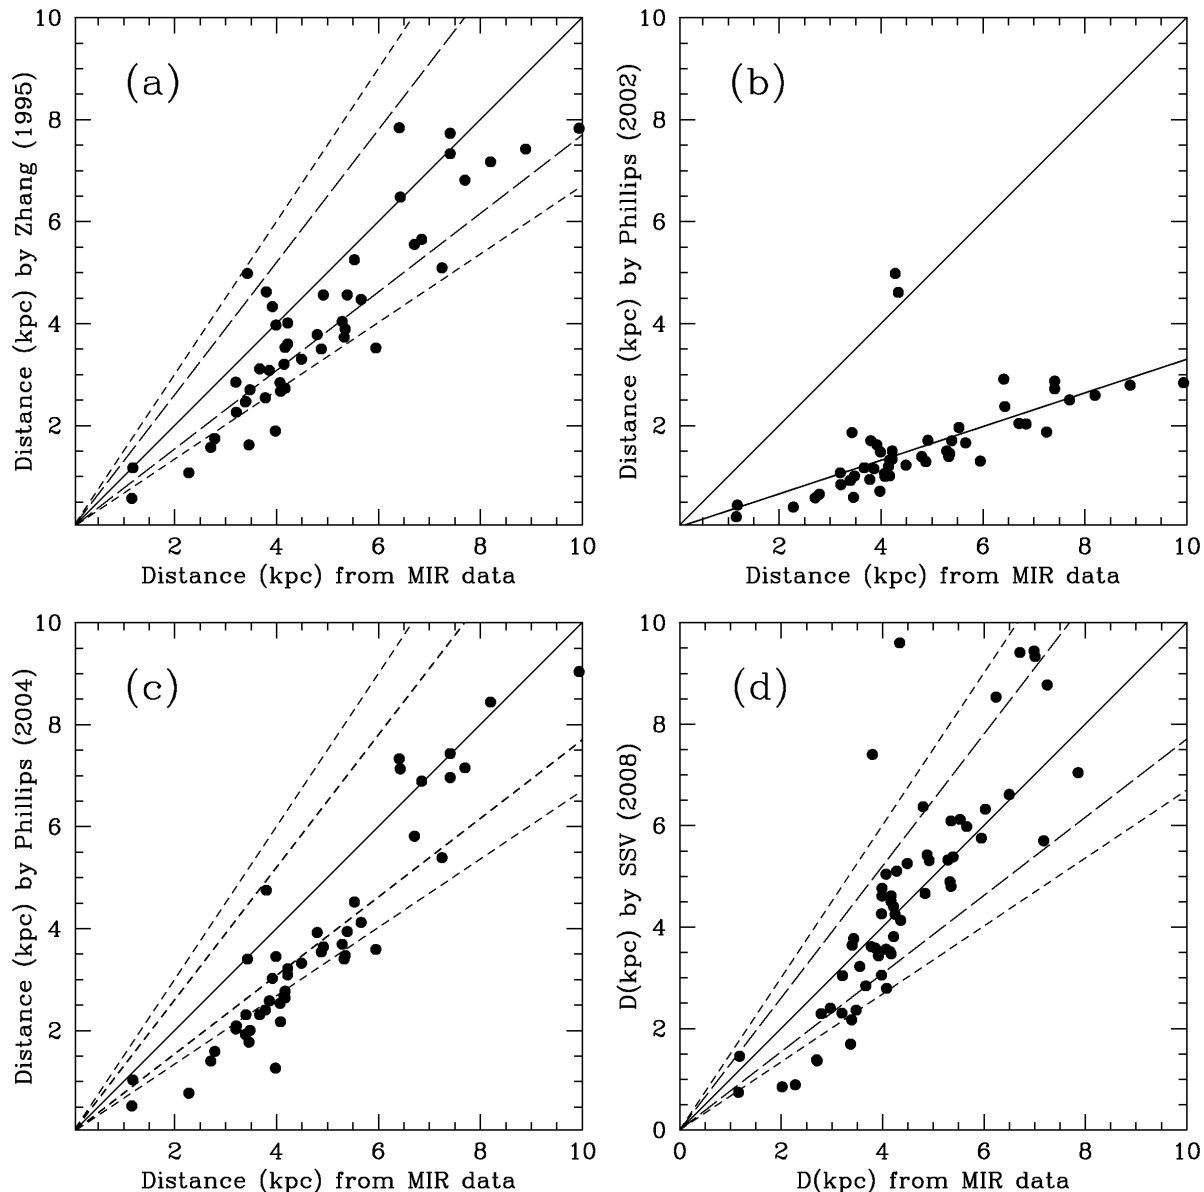 (a)
Distance (kpc) by Zhang (1995)
10
8
6
4
2
2 4 6 8 10
Distance (kpc) from MIR data
(b)
Distance (kpc) by Phillips (2002)
10
8
6
4
2
2 4 6 8 10
Distance (kpc) from MIR data
(c)
Distance (kpc) by Phillips (2004)
10
8
6
4
2
2 4 6 8 10
Distance (kpc) from MIR data
(d)
D(kpc) by SSV (2008)
10
8
6
4
2
0
0 2 4 6 8 10
D(kpc) from MIR data